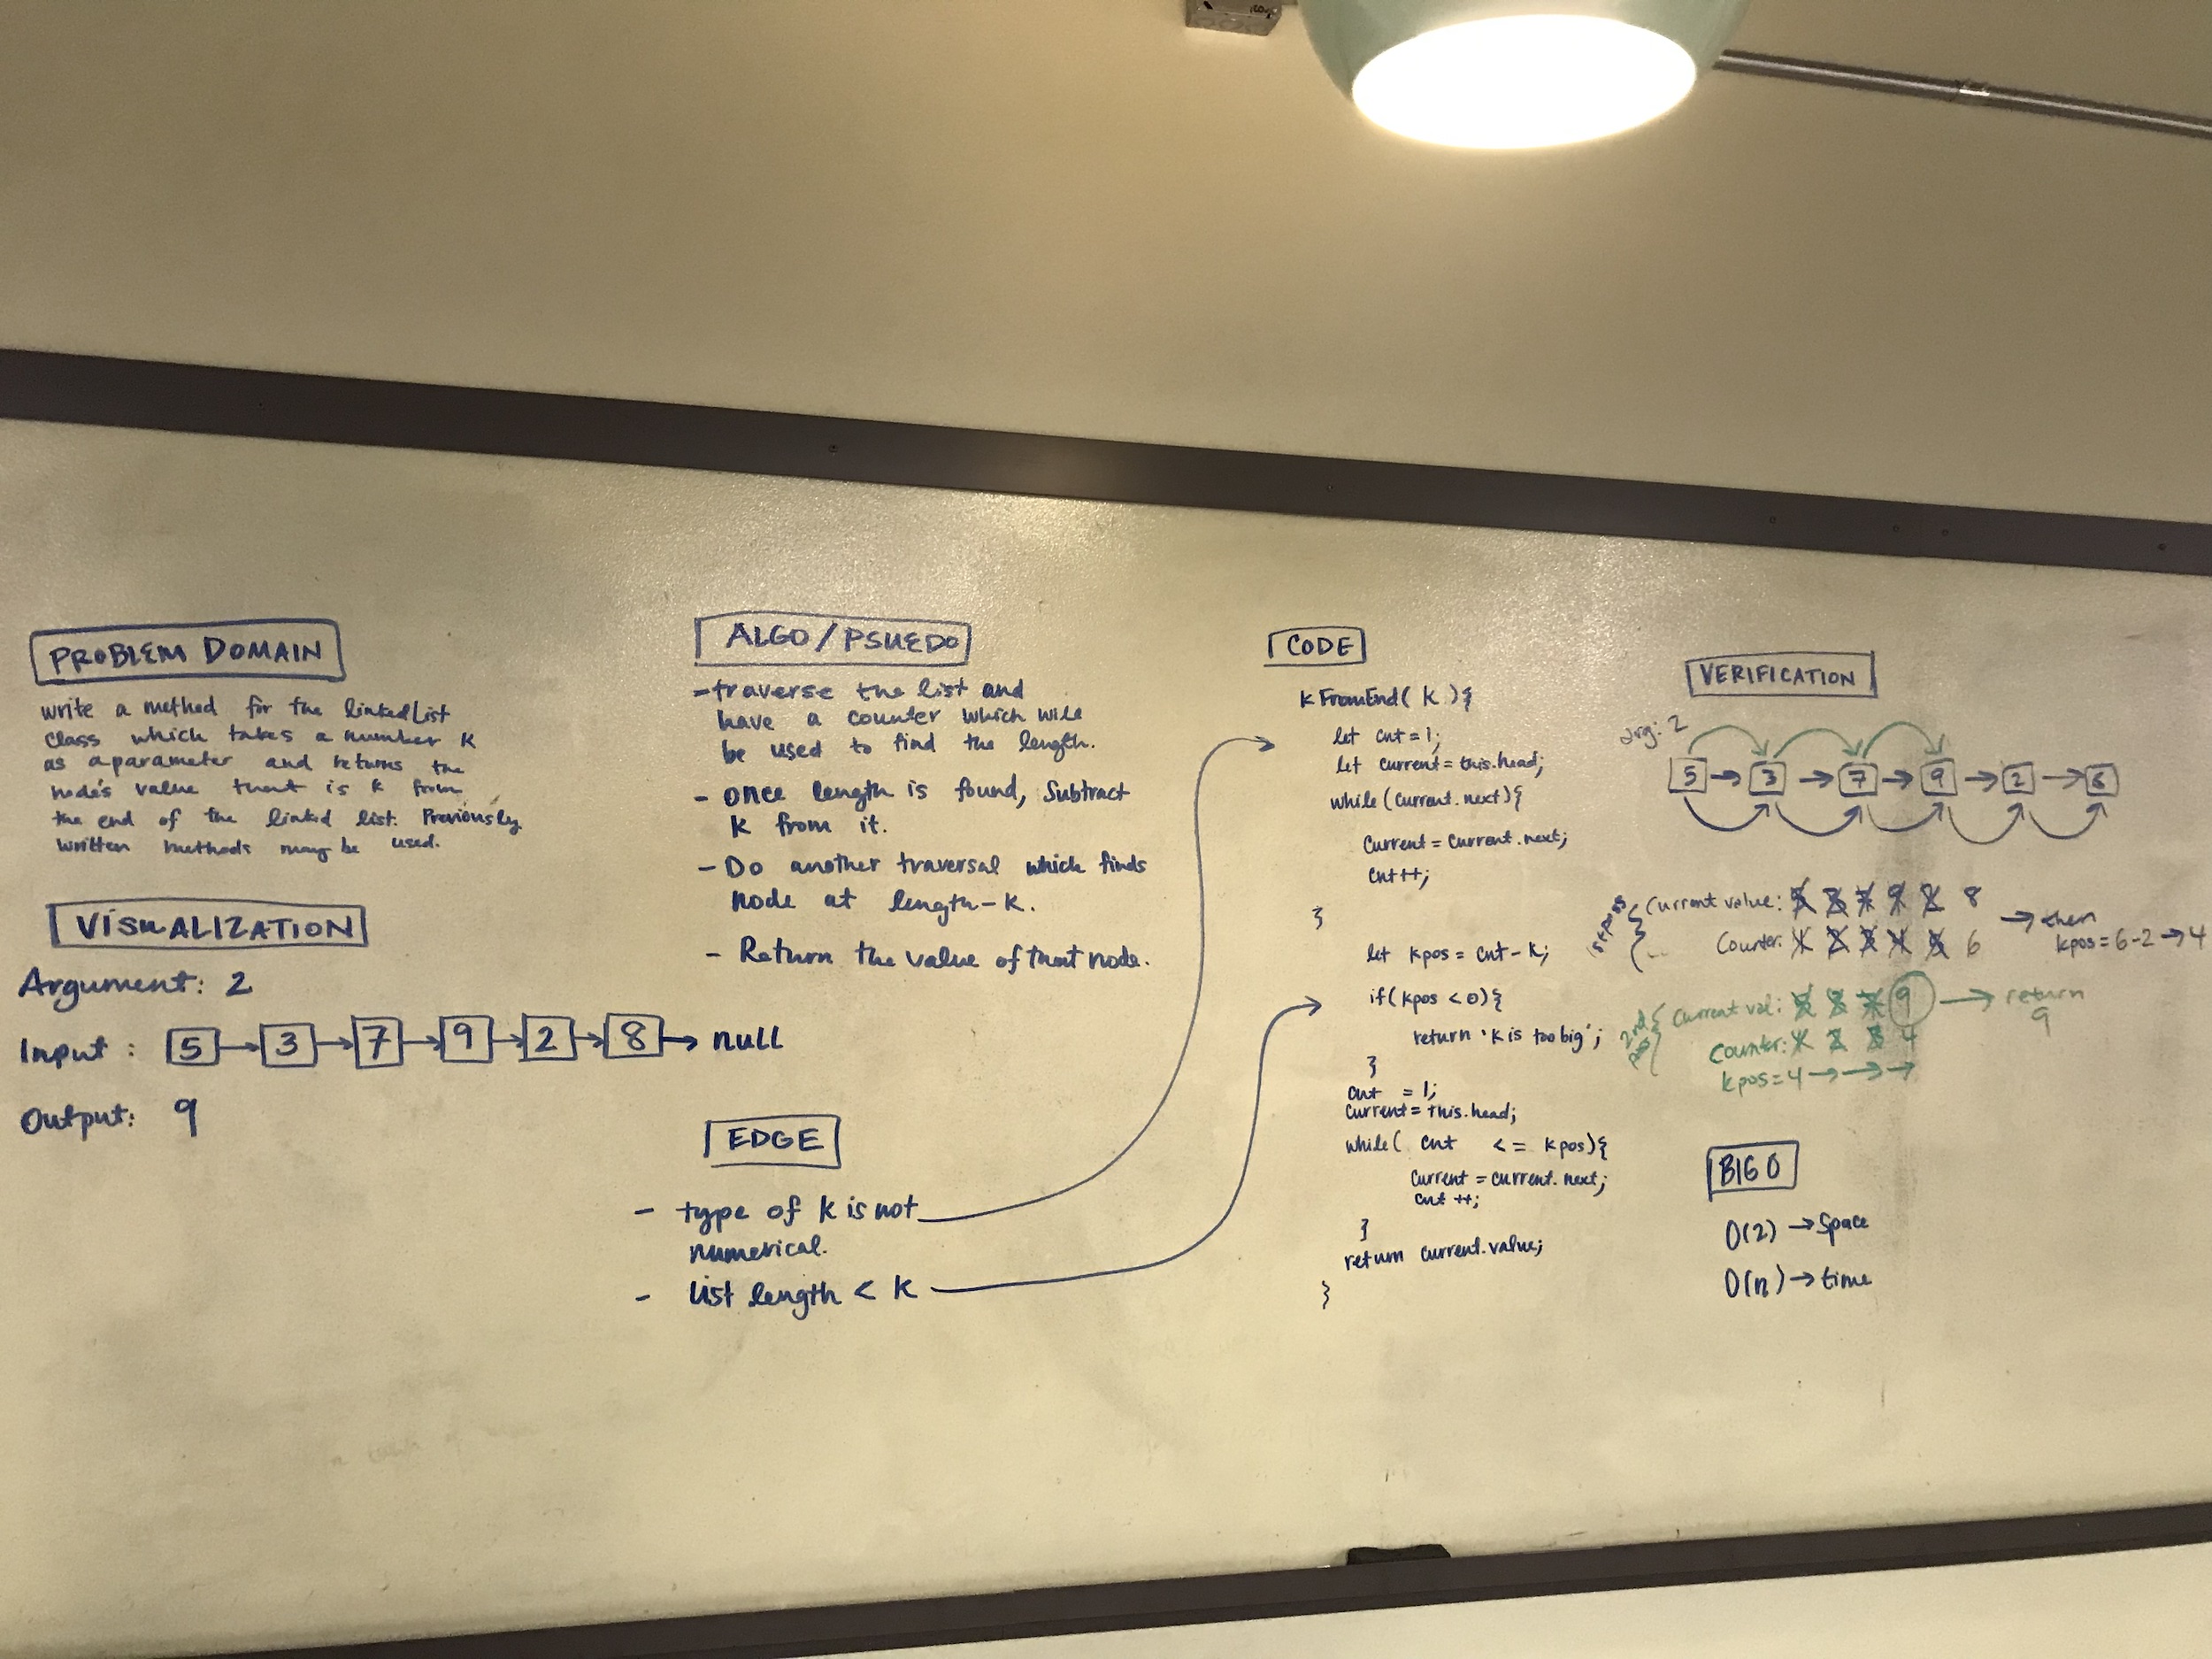 PROBLEM DOMAIN
write a method for the linked List
class which takes a number K
as a parameter and returns the
node's value that is K from
the end of the linked list. Previously
written methods may be used.
VISUALIZATION
Argument: 2
Input : 5 → 3 → 7 → 9 → 2 → 8 → null
Output: 9
ALGO / PSUEDO
- traverse the list and
have a counter which will
be used to find the length.
- once length is found, Subtract
K from it.
- Do another traversal which finds
node at length - K.
- Return the value of that node.
EDGE
- type of K is not
numerical.
- List length < K
CODE
kFromEnd( K ){
let cnt = 1;
let current = this.head;
while (current.next){
current = current.next;
cnt ++;
}
let kpos = cnt - K;
if( kpos < 0){
return 'K is too big';
}
cnt = 1;
current = this.head;
while( cnt <= kpos){
current = current.next;
cnt ++;
}
return current.value;
}
VERIFICATION
arg: 2
5 → 3 → 7 → 9 → 2 → 8
1st pass
Current value: 5 3 7 9 2 8
Counter: 1 2 3 4 5 6
→ then
kpos = 6-2 → 4
2nd pass
Current val: 5 3 7 9 → return
9
Counter: 1 2 3 4
kpos = 4 → → →
BIG O
O(2) → Space
O(n) → time